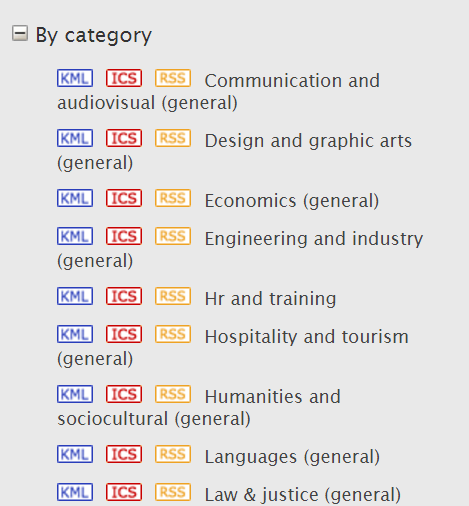 By category
KML ICS RSS Communication and
audiovisual (general)
KML ICS RSS Design and graphic arts
(general)
KML ICS RSS Economics (general)
KML ICS RSS Engineering and industry
(general)
KML ICS RSS Hr and training
KML ICS RSS Hospitality and tourism
(general)
KML ICS RSS Humanities and
sociocultural (general)
KML ICS RSS Languages (general)
KML ICS RSS Law & justice (general)